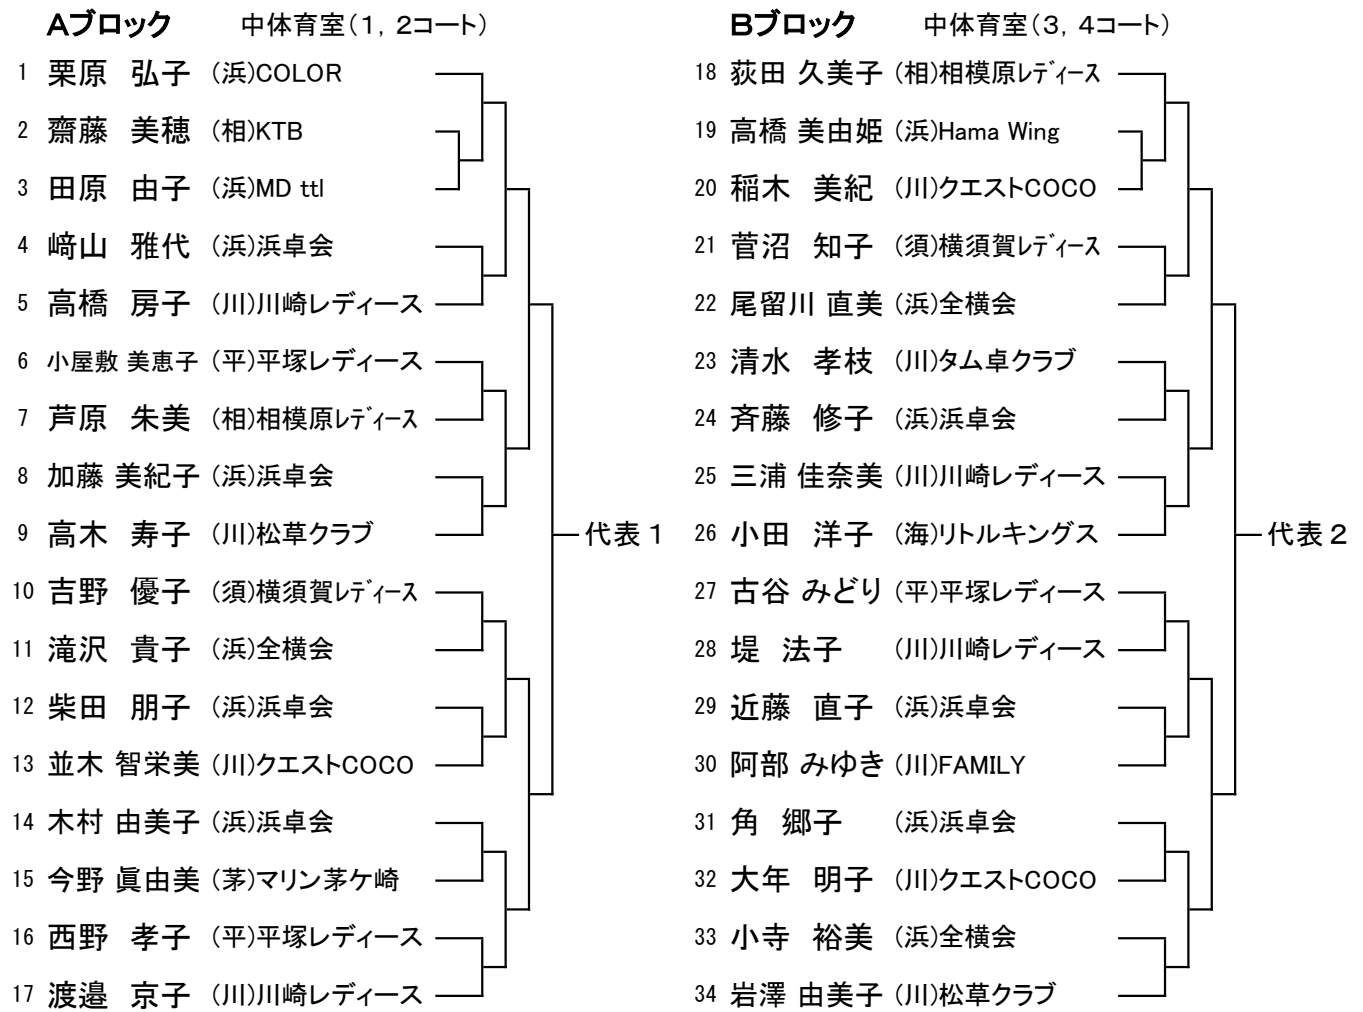 Aブロック 中体育室(1, 2コート)
1 栗原 弘子 (浜)COLOR
2 齋藤 美穂 (相)KTB
3 田原 由子 (浜)MD ttl
4 﨑山 雅代 (浜)浜卓会
5 高橋 房子 (川)川崎レディース
6 小屋敷 美恵子 (平)平塚レディース
7 芦原 朱美 (相)相模原レディース
8 加藤 美紀子 (浜)浜卓会
9 高木 寿子 (川)松草クラブ
代表1
10 吉野 優子 (須)横須賀レディース
11 滝沢 貴子 (浜)全横会
12 柴田 朋子 (浜)浜卓会
13 並木 智栄美 (川)クエストCOCO
14 木村 由美子 (浜)浜卓会
15 今野 眞由美 (茅)マリン茅ケ崎
16 西野 孝子 (平)平塚レディース
17 渡邉 京子 (川)川崎レディース
Bブロック 中体育室(3, 4コート)
18 荻田 久美子 (相)相模原レディース
19 高橋 美由姫 (浜)Hama Wing
20 稲木 美紀 (川)クエストCOCO
21 菅沼 知子 (須)横須賀レディース
22 尾留川 直美 (浜)全横会
23 清水 孝枝 (川)タム卓クラブ
24 斉藤 修子 (浜)浜卓会
25 三浦 佳奈美 (川)川崎レディース
26 小田 洋子 (海)リトルキングス
代表2
27 古谷 みどり (平)平塚レディース
28 堤 法子 (川)川崎レディース
29 近藤 直子 (浜)浜卓会
30 阿部 みゆき (川)FAMILY
31 角 郷子 (浜)浜卓会
32 大年 明子 (川)クエストCOCO
33 小寺 裕美 (浜)全横会
34 岩澤 由美子 (川)松草クラブ